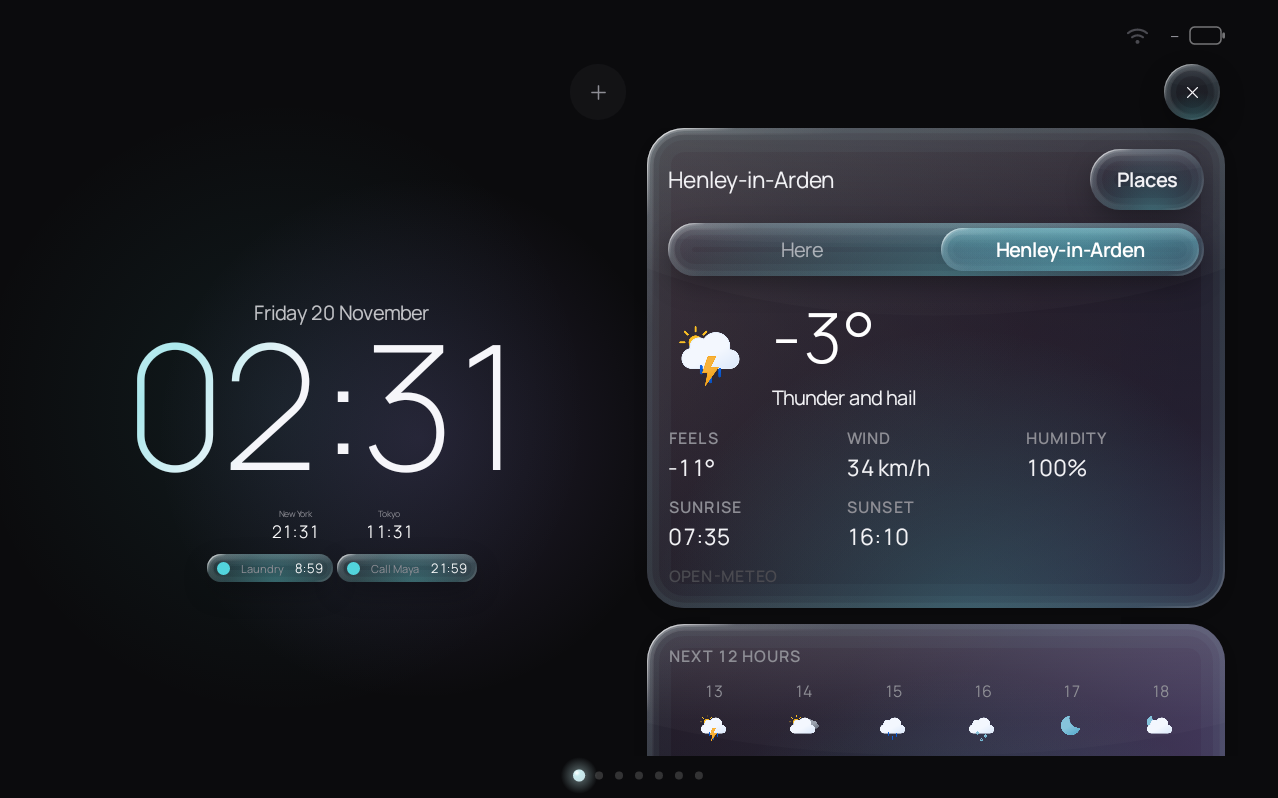 –
Friday 20 November
02:31
New York Tokyo
21:31 11:31
Laundry 8:59 Call Maya 21:59
Henley-in-Arden
Places
Here Henley-in-Arden
-3°
Thunder and hail
FEELS WIND HUMIDITY
-11° 34 km/h 100%
SUNRISE SUNSET
07:35 16:10
OPEN-METEO
NEXT 12 HOURS
13 14 15 16 17 18